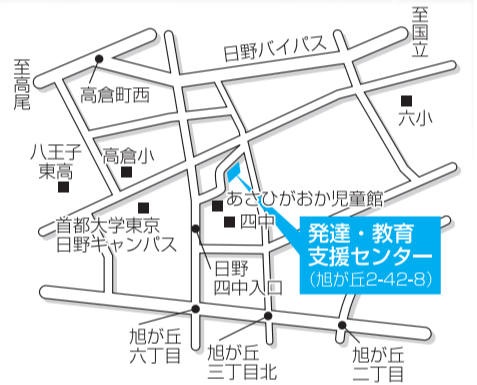 至国立
日野バイパス
至高尾
高倉町西
六小
八王子
東高
高倉小
あさひがおか児童館
四中
首都大学東京
日野キャンパス
発達・教育
支援センター
(旭が丘2-42-8)
日野
四中入口
旭が丘
六丁目
旭が丘
三丁目北
旭が丘
二丁目